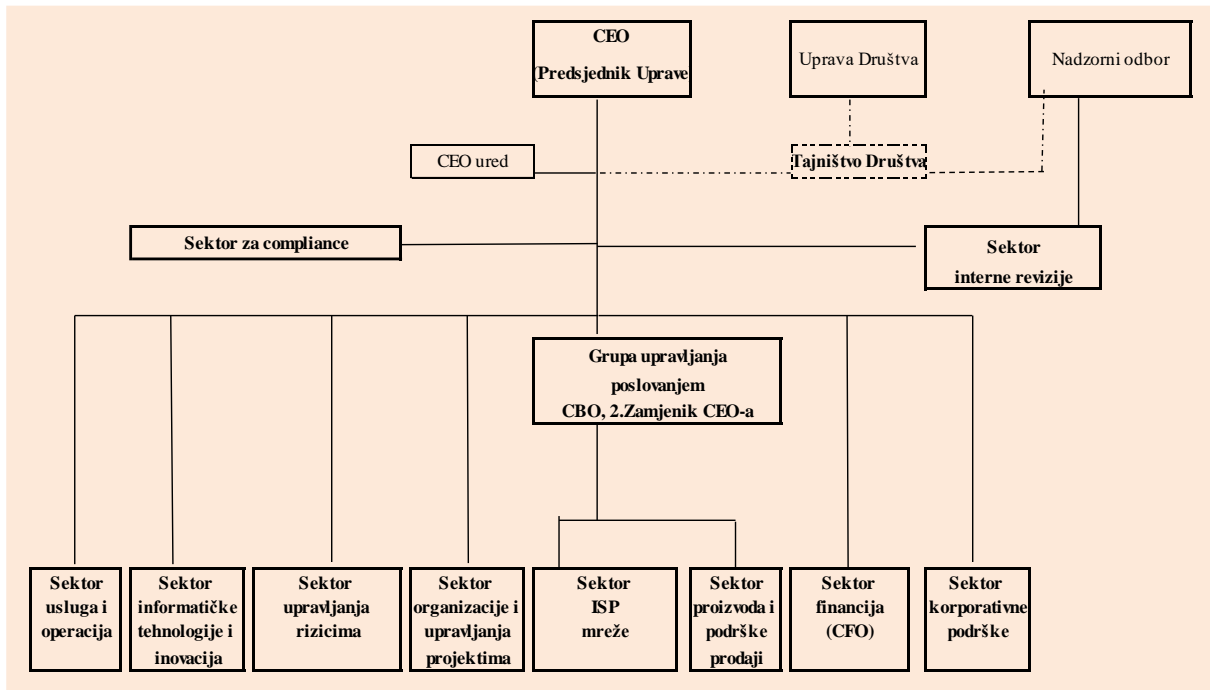 CEO
(Predsjednik Uprave
Uprava Društva
Nadzorni odbor
CEO ured
Tajništvo Društva
Sektor za compliance
Sektor
interne revizije
Grupa upravljanja
poslovanjem
CBO, 2.Zamjenik CEO-a
Sektor
usluga i
operacija
Sektor
informatičke
tehnologije i
inovacija
Sektor
upravljanja
rizicima
Sektor
organizacije i
upravljanja
projektima
Sektor
ISP
mreže
Sektor
proizvoda i
podrške
prodaji
Sektor
financija
(CFO)
Sektor
korporativne
podrške